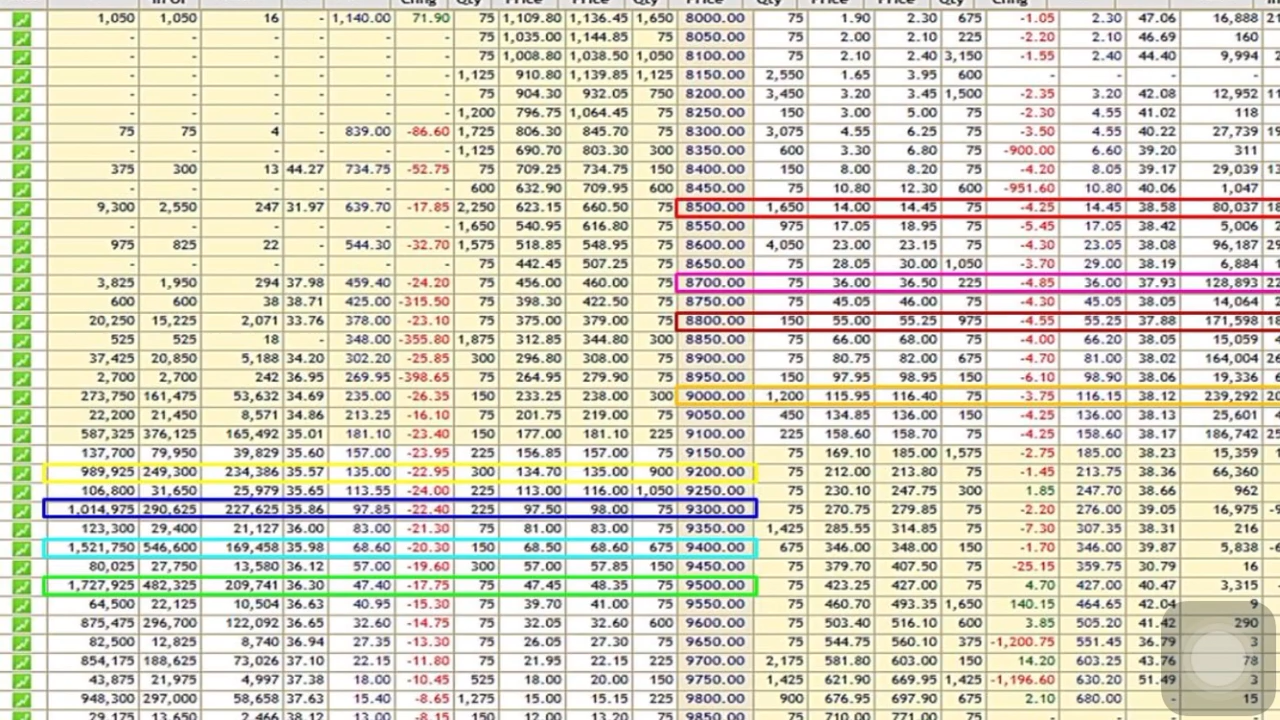 1,050 1,050 16 - 1,140.00 71.90 75 1,109.80 1,136.45 1,650 8000.00 75 1.90 2.30 675 -1.05 2.30 47.06 16,888
- - - - - - 75 1,035.00 1,144.85 75 8050.00 75 2.00 2.10 225 -2.20 2.10 46.69 160
- - - - - - 75 1,008.80 1,038.50 1,050 8100.00 75 2.10 2.40 3,150 -1.55 2.40 44.40 9,994
- - - - - - 1,125 910.80 1,139.85 1,125 8150.00 2,550 1.65 3.95 600 - - - -
- - - - - - 75 904.30 932.05 750 8200.00 3,450 3.20 3.45 1,500 -2.35 3.20 42.08 12,952
- - - - - - 1,200 796.75 1,064.45 75 8250.00 150 3.00 5.00 75 -2.30 4.55 41.02 118
75 75 4 - 839.00 -86.60 1,725 806.30 845.70 75 8300.00 3,075 4.55 6.25 75 -3.50 4.55 40.22 27,739
- - - - - - 1,125 690.70 803.30 300 8350.00 600 3.30 6.80 75 -900.00 6.60 39.20 311
375 300 13 44.27 734.75 -52.75 75 709.25 734.75 150 8400.00 150 8.00 8.20 75 -4.20 8.05 39.17 29,039
- - - - - - 600 632.90 709.95 600 8450.00 75 10.80 12.30 600 -951.60 10.80 40.06 1,047
9,300 2,550 247 31.97 639.70 -17.85 2,250 623.15 660.50 75 8500.00 1,650 14.00 14.45 75 -4.25 14.45 38.58 80,037
- - - - - - 1,650 540.95 616.80 75 8550.00 975 17.05 18.95 75 -5.45 17.05 38.42 5,006
975 825 22 - 544.30 -32.70 1,575 518.85 548.95 75 8600.00 4,050 23.00 23.15 75 -4.30 23.05 38.08 96,187
- - - - - - 75 442.45 507.25 75 8650.00 75 28.05 30.00 1,050 -3.70 29.00 38.19 6,884
3,825 1,950 294 37.98 459.40 -24.20 75 456.00 460.00 75 8700.00 75 36.00 36.50 225 -4.85 36.00 37.93 128,893
600 600 38 38.71 425.00 -315.50 75 398.30 422.50 75 8750.00 75 45.05 46.00 75 -4.30 45.05 38.05 14,064
20,250 15,225 2,071 33.76 378.00 -23.10 75 375.00 379.00 75 8800.00 150 55.00 55.25 975 -4.55 55.25 37.88 171,598
525 525 18 - 348.00 -355.80 1,875 312.85 344.80 300 8850.00 75 66.00 68.00 75 -4.00 66.20 38.05 15,059
37,425 20,850 5,188 34.20 302.20 -25.85 300 296.80 308.00 75 8900.00 75 80.75 82.00 675 -4.70 81.00 38.02 164,004
2,700 2,700 242 36.95 269.95 -398.65 75 264.95 279.90 75 8950.00 150 97.95 98.95 150 -6.10 98.90 38.06 19,336
273,750 161,475 53,632 34.69 235.00 -26.35 150 233.25 238.00 300 9000.00 1,200 115.95 116.40 75 -3.75 116.15 38.12 239,292
22,200 21,450 8,571 34.86 213.25 -16.10 75 201.75 219.00 75 9050.00 450 134.85 136.00 150 -4.25 136.00 38.13 25,601
587,325 376,125 165,492 35.01 181.10 -23.40 150 177.00 181.10 225 9100.00 225 158.60 158.70 75 -4.25 158.60 38.17 186,742
137,700 79,950 39,829 35.60 157.00 -23.95 225 156.85 157.00 75 9150.00 75 169.10 185.00 1,575 -2.75 185.00 38.23 15,359
989,925 249,300 234,386 35.57 135.00 -22.95 300 134.70 135.00 900 9200.00 75 212.00 213.80 75 -1.45 213.75 38.36 66,360
106,800 31,650 25,979 35.65 113.55 -24.00 225 113.00 116.00 1,050 9250.00 75 230.10 247.75 300 1.85 247.70 38.66 962
1,014,975 290,625 227,625 35.86 97.85 -22.40 225 97.50 98.00 75 9300.00 75 270.75 279.85 75 -2.20 276.00 39.05 16,975
123,300 29,400 21,127 36.00 83.00 -21.30 75 81.00 83.00 75 9350.00 1,425 285.55 314.85 75 -7.30 307.35 38.31 216
1,521,750 546,600 169,458 35.98 68.60 -20.30 150 68.50 68.60 675 9400.00 675 346.00 348.00 150 -1.70 346.00 39.87 5,838
80,025 27,750 13,580 36.12 57.00 -19.60 300 57.00 57.85 150 9450.00 75 379.70 407.50 75 -25.15 359.75 30.79 16
1,727,925 482,325 209,741 36.30 47.40 -17.75 75 47.45 48.35 75 9500.00 75 423.25 427.00 75 4.70 427.00 40.47 3,315
64,500 22,125 10,504 36.63 40.95 -15.30 75 39.70 41.00 75 9550.00 75 460.70 493.35 1,650 140.15 464.65 42.04 9
875,475 296,700 122,092 36.65 32.60 -14.75 75 32.05 32.60 600 9600.00 75 503.40 516.10 600 3.85 505.20 41.42 290
82,500 12,825 8,740 36.94 27.35 -13.30 75 26.05 27.30 75 9650.00 75 544.75 560.10 375 -1,200.75 551.45 36.79 3
854,175 188,625 73,026 37.10 22.15 -11.80 75 21.95 22.15 225 9700.00 2,175 581.80 603.00 150 14.20 603.25 43.76 78
43,875 21,975 4,997 37.38 18.00 -10.45 525 18.00 20.00 150 9750.00 1,425 621.90 669.95 1,425 -1,196.60 630.20 51.49 3
948,300 297,000 58,658 37.63 15.40 -8.65 1,275 15.00 15.15 225 9800.00 900 676.95 697.90 675 2.10 680.00 - 15
29,175 13,650 2,466 38.12 13.00 -8.15 150 12.00 13.20 75 9850.00 75 710.00 771.00 75 - - - -